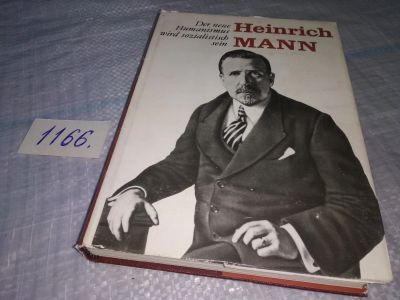 Der neue
Humanismus
wird sozialistisch
sein
Heinrich
MANN
1166.